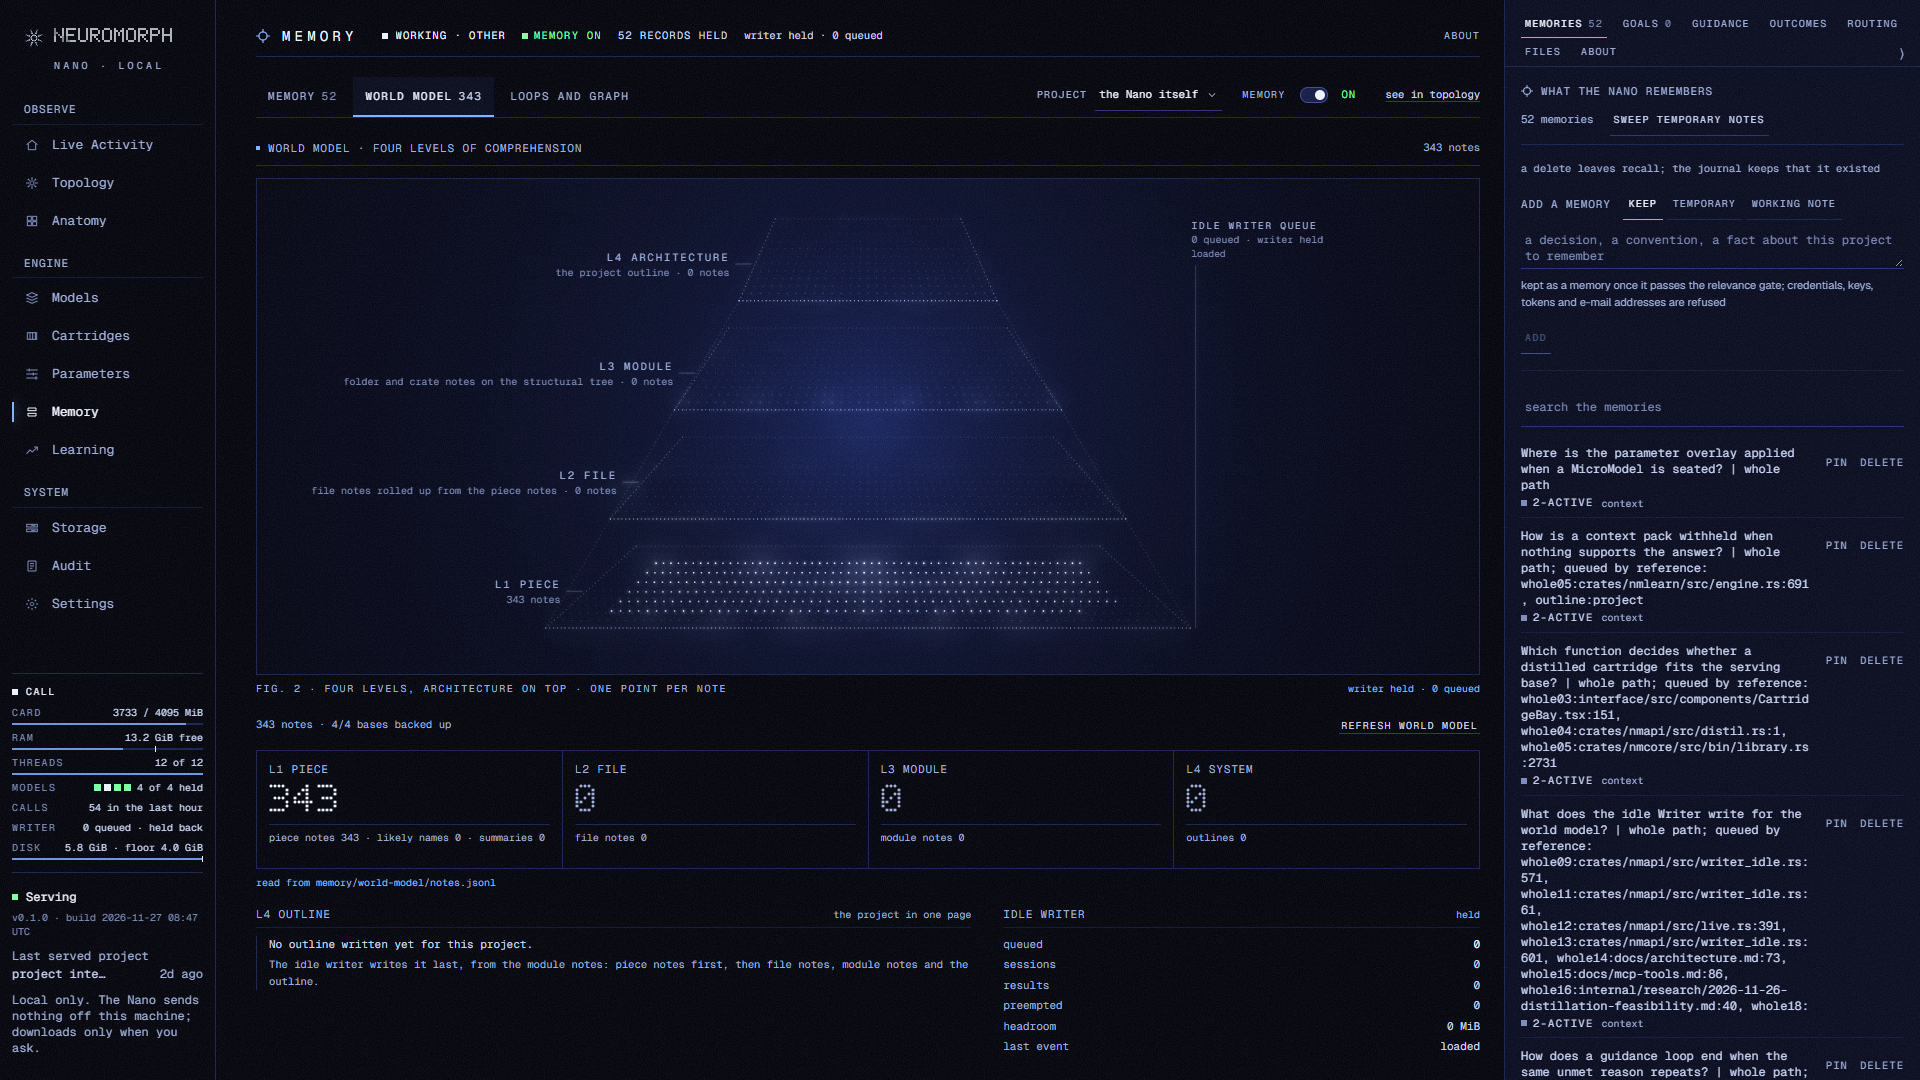 NEUROMORPH
NANO · LOCAL
OBSERVE
Live Activity
Topology
Anatomy
ENGINE
Models
Cartridges
Parameters
Memory
Learning
SYSTEM
Storage
Audit
Settings
CALL
CARD 3733 / 4095 MiB
RAM 13.2 GiB free
THREADS 12 of 12
MODELS 4 of 4 held
CALLS 54 in the last hour
WRITER 0 queued · held back
DISK 5.8 GiB · floor 4.0 GiB
Serving
v0.1.0 · build 2026-11-27 08:47
UTC
Last served project
project inte… 2d ago
Local only. The Nano sends
nothing off this machine;
downloads only when you
ask.
MEMORY WORKING · OTHER MEMORY ON 52 RECORDS HELD writer held · 0 queued ABOUT
MEMORY 52 WORLD MODEL 343 LOOPS AND GRAPH PROJECT the Nano itself MEMORY ON see in topology
WORLD MODEL · FOUR LEVELS OF COMPREHENSION 343 notes
IDLE WRITER QUEUE
0 queued · writer held
loaded
L4 ARCHITECTURE
the project outline · 0 notes
L3 MODULE
folder and crate notes on the structural tree · 0 notes
L2 FILE
file notes rolled up from the piece notes · 0 notes
L1 PIECE
343 notes
FIG. 2 · FOUR LEVELS, ARCHITECTURE ON TOP · ONE POINT PER NOTE writer held · 0 queued
343 notes · 4/4 bases backed up REFRESH WORLD MODEL
L1 PIECE
343
piece notes 343 · likely names 0 · summaries 0
L2 FILE
0
file notes 0
L3 MODULE
0
module notes 0
L4 SYSTEM
0
outlines 0
read from memory/world-model/notes.jsonl
L4 OUTLINE the project in one page
No outline written yet for this project.
The idle writer writes it last, from the module notes: piece notes first, then file notes, module notes and the
outline.
IDLE WRITER held
queued 0
sessions 0
results 0
preempted 0
headroom 0 MiB
last event loaded
MEMORIES 52 GOALS 0 GUIDANCE OUTCOMES ROUTING
FILES ABOUT
WHAT THE NANO REMEMBERS
52 memories SWEEP TEMPORARY NOTES
a delete leaves recall; the journal keeps that it existed
ADD A MEMORY KEEP TEMPORARY WORKING NOTE
a decision, a convention, a fact about this project
to remember
kept as a memory once it passes the relevance gate; credentials, keys,
tokens and e-mail addresses are refused
ADD
search the memories
Where is the parameter overlay applied
when a MicroModel is seated? | whole
path
PIN DELETE
2-ACTIVE context
How is a context pack withheld when
nothing supports the answer? | whole
path; queued by reference:
whole05:crates/nmlearn/src/engine.rs:691
, outline:project
PIN DELETE
2-ACTIVE context
Which function decides whether a
distilled cartridge fits the serving
base? | whole path; queued by reference:
whole03:interface/src/components/Cartrid
geBay.tsx:151,
whole04:crates/nmapi/src/distil.rs:1,
whole05:crates/nmcore/src/bin/library.rs
:2731
PIN DELETE
2-ACTIVE context
What does the idle Writer write for the
world model? | whole path; queued by
reference:
whole09:crates/nmapi/src/writer_idle.rs:
571,
whole11:crates/nmapi/src/writer_idle.rs:
61,
whole12:crates/nmapi/src/live.rs:391,
whole13:crates/nmapi/src/writer_idle.rs:
601, whole14:docs/architecture.md:73,
whole15:docs/mcp-tools.md:86,
whole16:internal/research/2026-11-26-
distillation-feasibility.md:40, whole18:
PIN DELETE
2-ACTIVE context
How does a guidance loop end when the
same unmet reason repeats? | whole path;
PIN DELETE